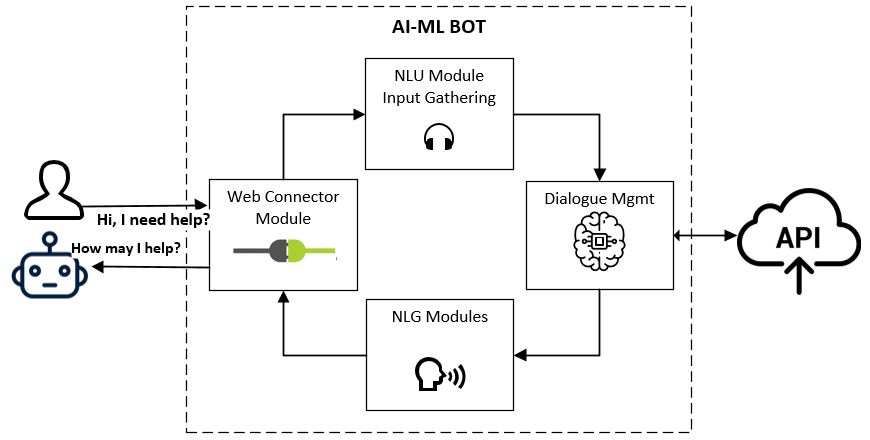 AI-ML BOT
NLU Module
Input Gathering
Web Connector
Module
Dialogue Mgmt
Hi, I need help?
How may I help?
API
NLG Modules